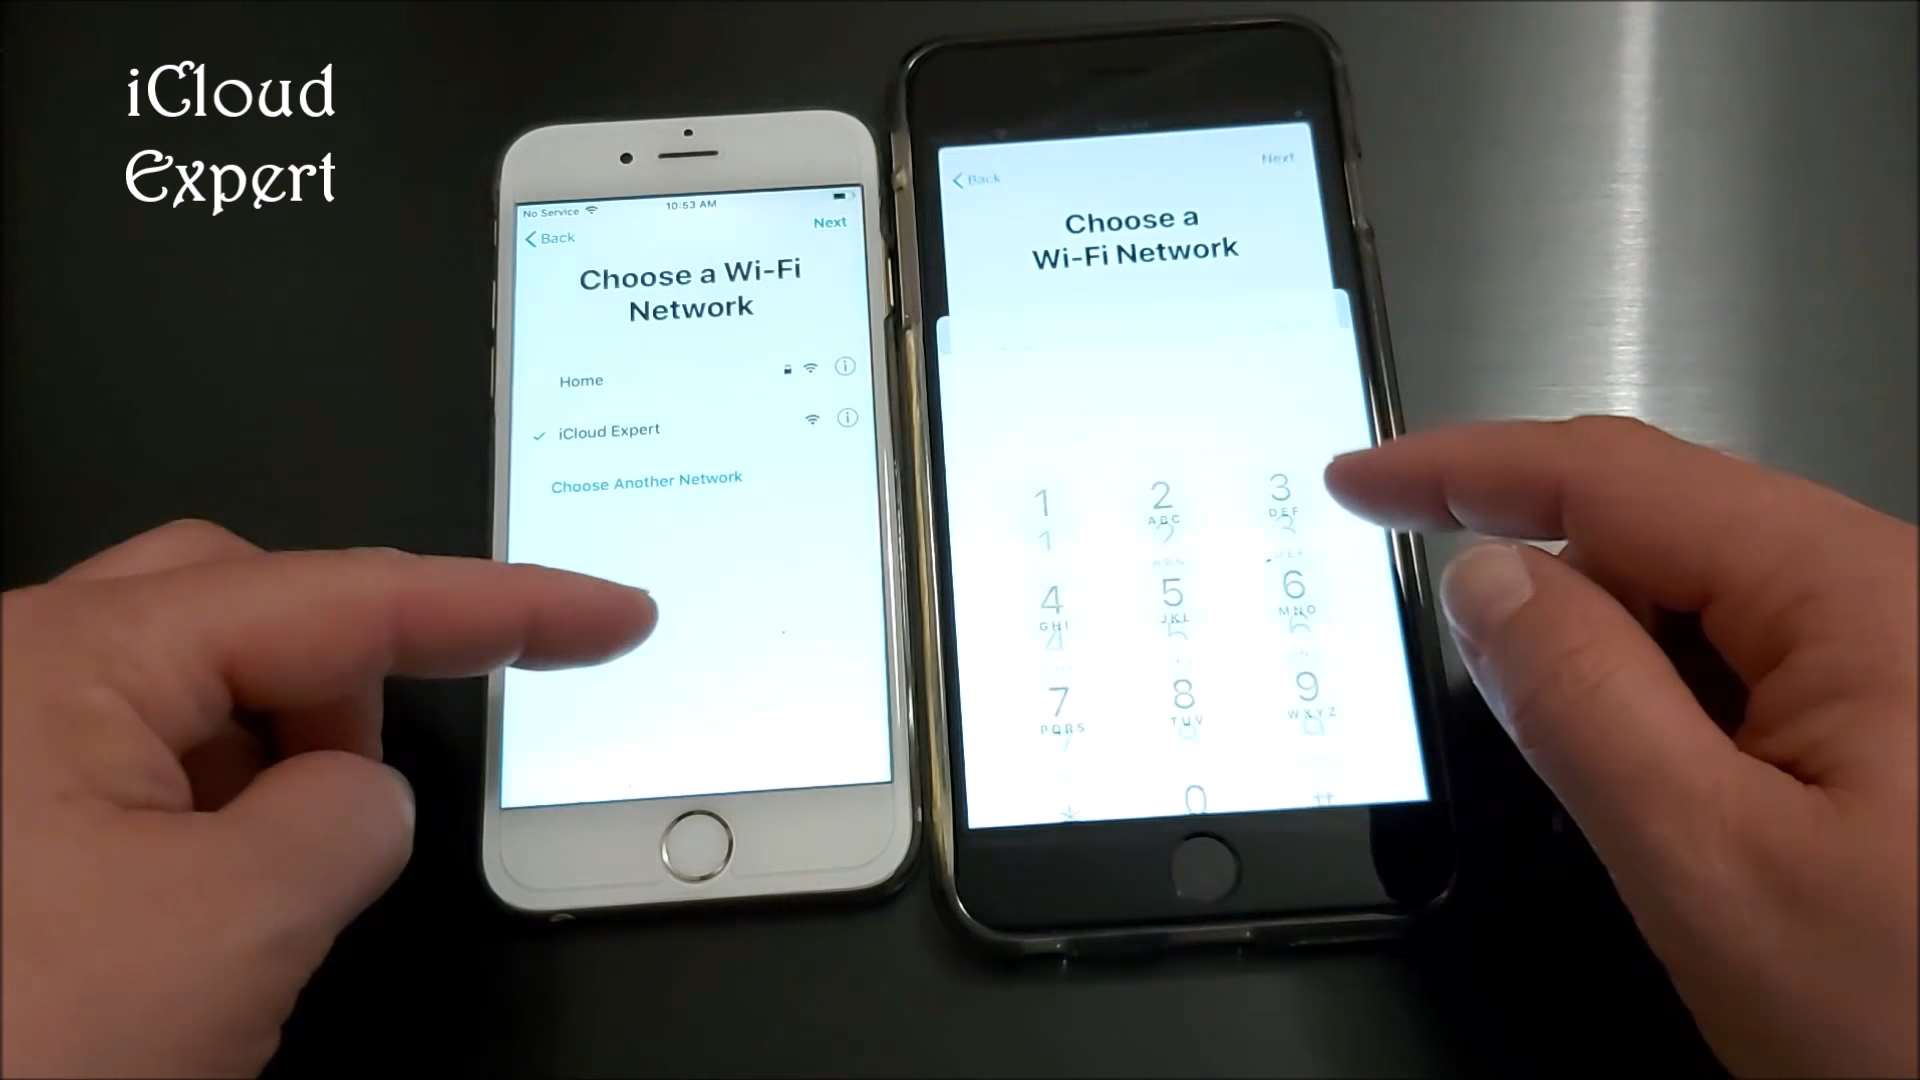 iCloud
Expert
No Service
10:53 AM
Back
Next
Choose a Wi-Fi
Network
Home
iCloud Expert
Choose Another Network
Back
Next
Choose a
Wi-Fi Network
1
2
ABC
3
DEF
4
GHI
5
JKL
6
MNO
7
PQRS
8
TUV
9
WXYZ
*
0
#